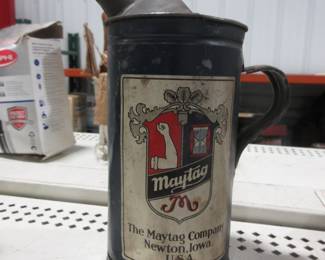 Maytag
M
The Maytag Company
Newton, Iowa
U.S.A.